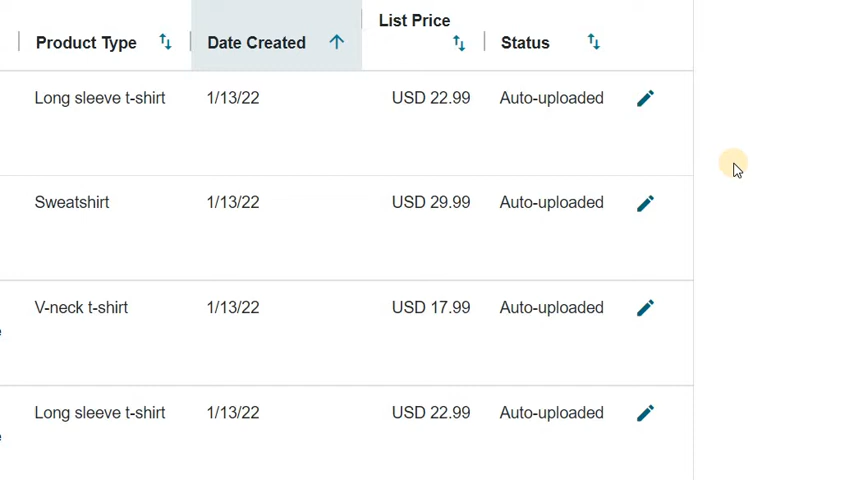 List Price
Product Type Date Created Status
Long sleeve t-shirt 1/13/22 USD 22.99 Auto-uploaded
Sweatshirt 1/13/22 USD 29.99 Auto-uploaded
V-neck t-shirt 1/13/22 USD 17.99 Auto-uploaded
Long sleeve t-shirt 1/13/22 USD 22.99 Auto-uploaded